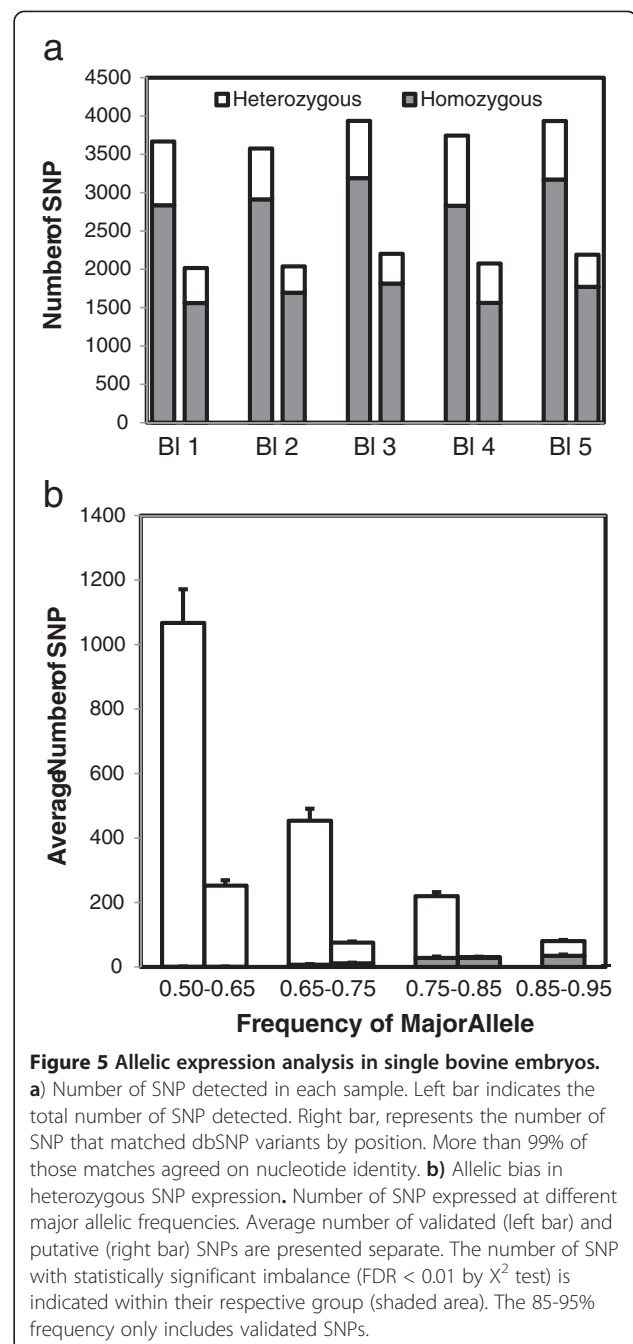 a
4500
4000
3500
3000
2500
2000
1500
1000
500
0
Number of SNP
Heterozygous Homozygous
Bl 1 Bl 2 Bl 3 Bl 4 Bl 5
b
1400
1200
1000
800
600
400
200
0
Average Number of SNP
0.50-0.65 0.65-0.75 0.75-0.85 0.85-0.95
Frequency of Major Allele
Figure 5 Allelic expression analysis in single bovine embryos.
a) Number of SNP detected in each sample. Left bar indicates the
total number of SNP detected. Right bar, represents the number of
SNP that matched dbSNP variants by position. More than 99% of
those matches agreed on nucleotide identity. b) Allelic bias in
heterozygous SNP expression. Number of SNP expressed at different
major allelic frequencies. Average number of validated (left bar) and
putative (right bar) SNPs are presented separate. The number of SNP
with statistically significant imbalance (FDR < 0.01 by X² test) is
indicated within their respective group (shaded area). The 85-95%
frequency only includes validated SNPs.